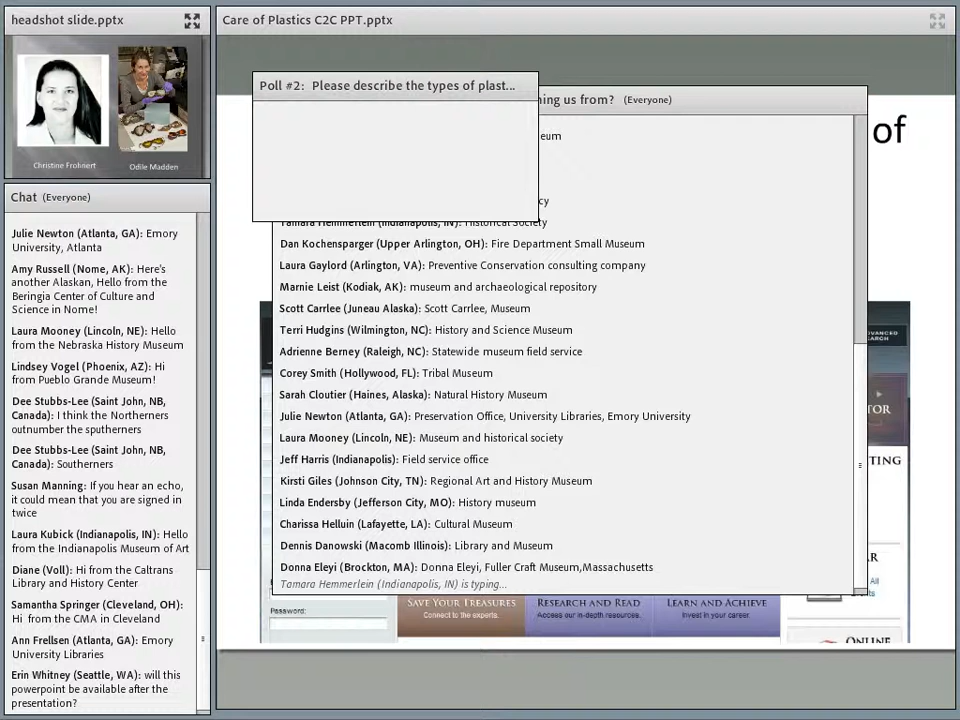 headshot slide.pptx
Christine Frohnert
Odile Madden
Chat (Everyone)
Julie Newton (Atlanta, GA): Emory
University, Atlanta
Amy Russell (Nome, AK): Here's
another Alaskan, Hello from the
Beringia Center of Culture and
Science in Nome!
Laura Mooney (Lincoln, NE): Hello
from the Nebraska History Museum
Lindsey Vogel (Phoenix, AZ): Hi
from Pueblo Grande Museum!
Dee Stubbs-Lee (Saint John, NB,
Canada): I think the Northerners
outnumber the sputherners
Dee Stubbs-Lee (Saint John, NB,
Canada): Southerners
Susan Manning: If you hear an echo,
it could mean that you are signed in
twice
Laura Kubick (Indianapolis, IN): Hello
from the Indianapolis Museum of Art
Diane (Voll): Hi from the Caltrans
Library and History Center
Samantha Springer (Cleveland, OH):
Hi from the CMA in Cleveland
Ann Frellsen (Atlanta, GA): Emory
University Libraries
Erin Whitney (Seattle, WA): will this
powerpoint be available after the
presentation?
Care of Plastics C2C PPT.pptx
of
Poll #2: Please describe the types of plast...
ning us from? (Everyone)
eum
cy
Tamara Hemmerlein (Indianapolis, IN): Historical Society
Dan Kochensparger (Upper Arlington, OH): Fire Department Small Museum
Laura Gaylord (Arlington, VA): Preventive Conservation consulting company
Marnie Leist (Kodiak, AK): museum and archaeological repository
Scott Carrlee (Juneau Alaska): Scott Carrlee, Museum
Terri Hudgins (Wilmington, NC): History and Science Museum
Adrienne Berney (Raleigh, NC): Statewide museum field service
Corey Smith (Hollywood, FL): Tribal Museum
Sarah Cloutier (Haines, Alaska): Natural History Museum
Julie Newton (Atlanta, GA): Preservation Office, University Libraries, Emory University
Laura Mooney (Lincoln, NE): Museum and historical society
Jeff Harris (Indianapolis): Field service office
Kirsti Giles (Johnson City, TN): Regional Art and History Museum
Linda Endersby (Jefferson City, MO): History museum
Charissa Helluin (Lafayette, LA): Cultural Museum
Dennis Danowski (Macomb Illinois): Library and Museum
Donna Eleyi (Brockton, MA): Donna Eleyi, Fuller Craft Museum,Massachusetts
Tamara Hemmerlein (Indianapolis, IN) is typing...
Password:
SAVE YOUR TREASURES
Connect to the experts.
RESEARCH AND READ
Access our in-depth resources.
LEARN AND ACHIEVE
Invest in your career.
TOR
TING
AR
All
ONLINE